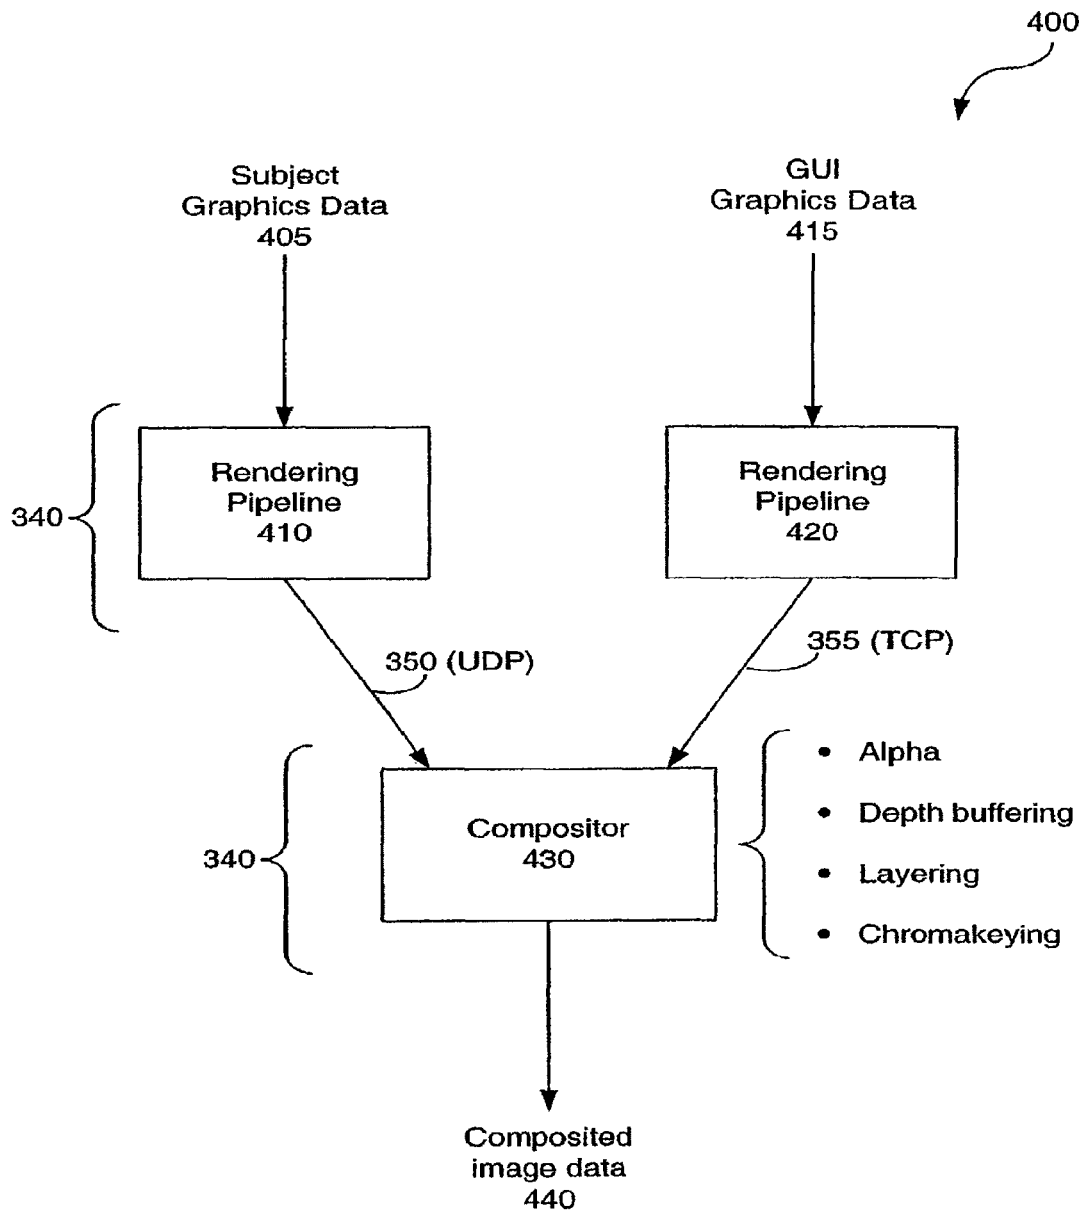 400
Subject
Graphics Data
405
GUI
Graphics Data
415
340
Rendering
Pipeline
410
Rendering
Pipeline
420
350 (UDP)
355 (TCP)
340
Compositor
430
• Alpha
• Depth buffering
• Layering
• Chromakeying
Composited
image data
440